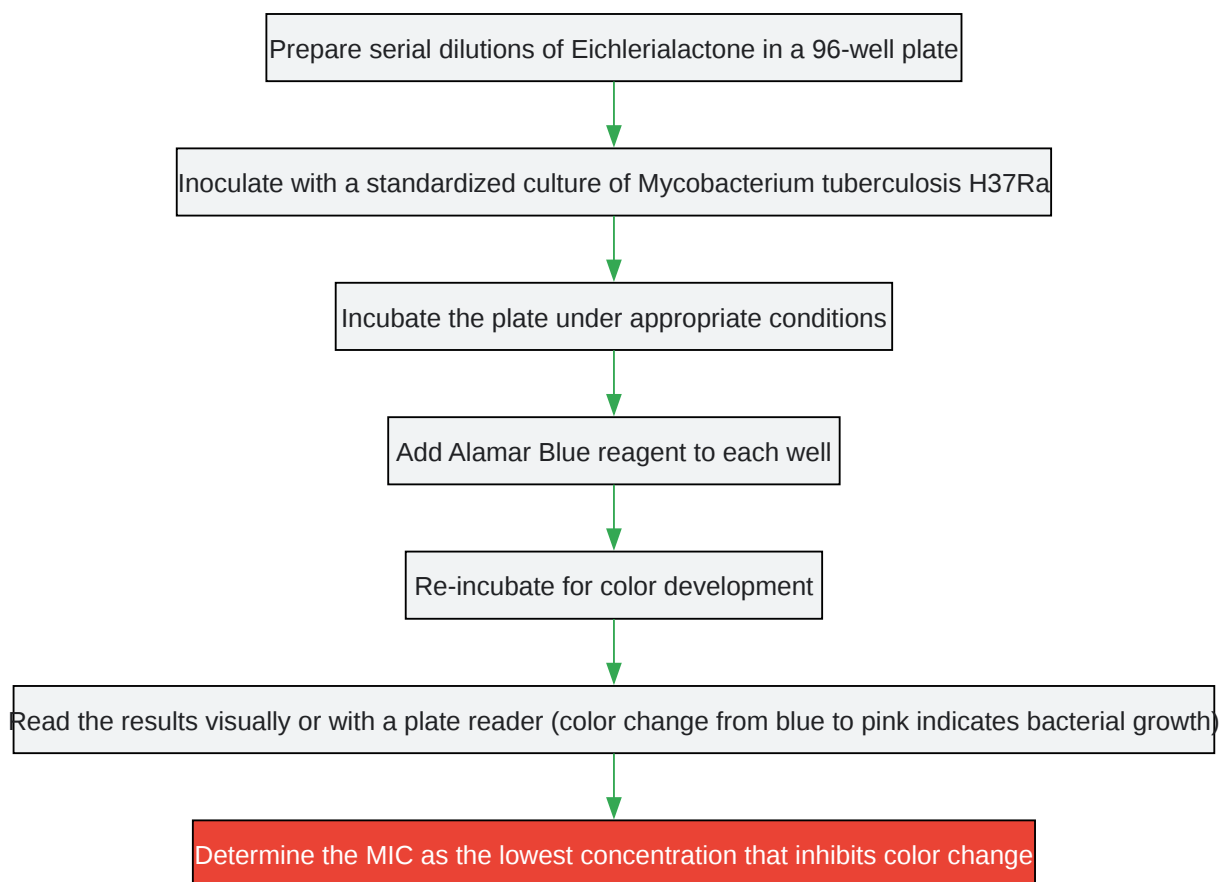 Prepare serial dilutions of Eichlerialactone in a 96-well plate
Inoculate with a standardized culture of Mycobacterium tuberculosis H37Ra
Incubate the plate under appropriate conditions
Add Alamar Blue reagent to each well
Re-incubate for color development
Read the results visually or with a plate reader (color change from blue to pink indicates bacterial growth)
Determine the MIC as the lowest concentration that inhibits color change